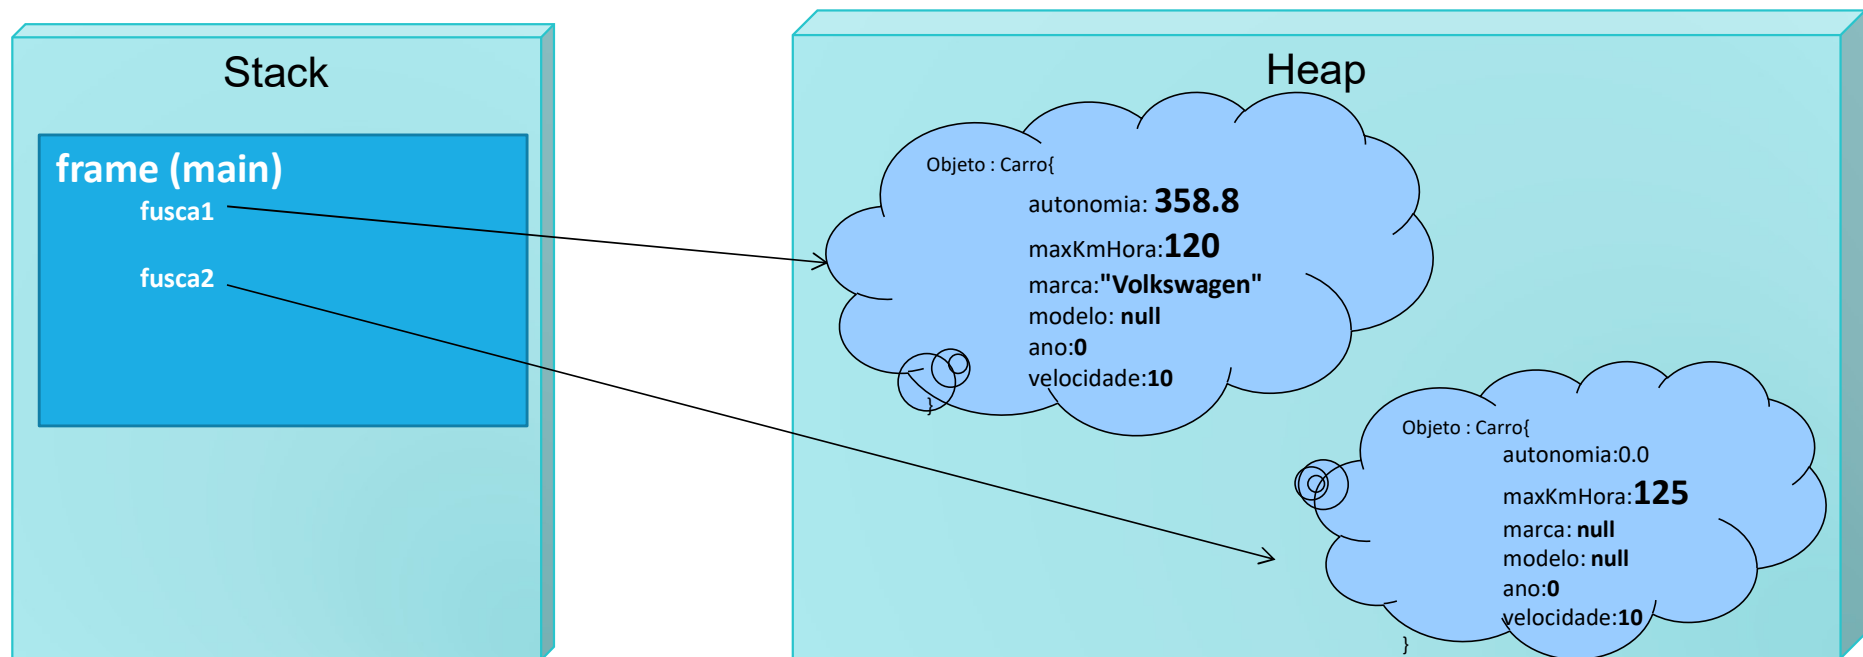 Stack
frame (main)
fusca1
fusca2
Heap
Objeto : Carro{
autonomia: 358.8
maxKmHora:120
marca:"Volkswagen"
modelo: null
ano:0
velocidade:10
}
Objeto : Carro{
autonomia:0.0
maxKmHora:125
marca: null
modelo: null
ano:0
velocidade:10
}